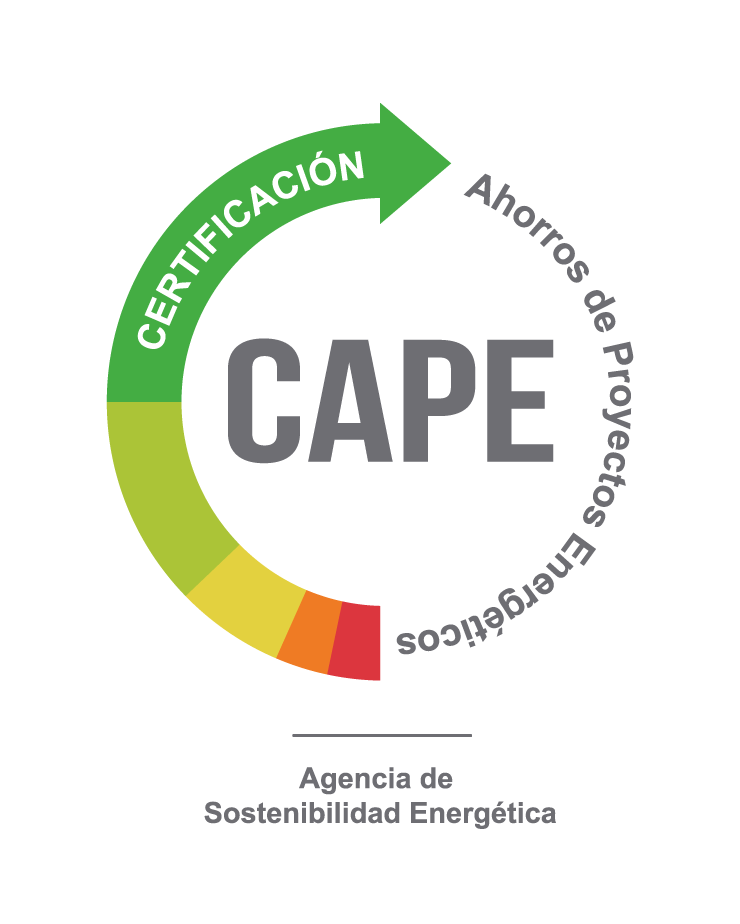 CERTIFICACIÓN
Ahorros de Proyectos Energéticos
CAPE
Agencia de
Sostenibilidad Energética